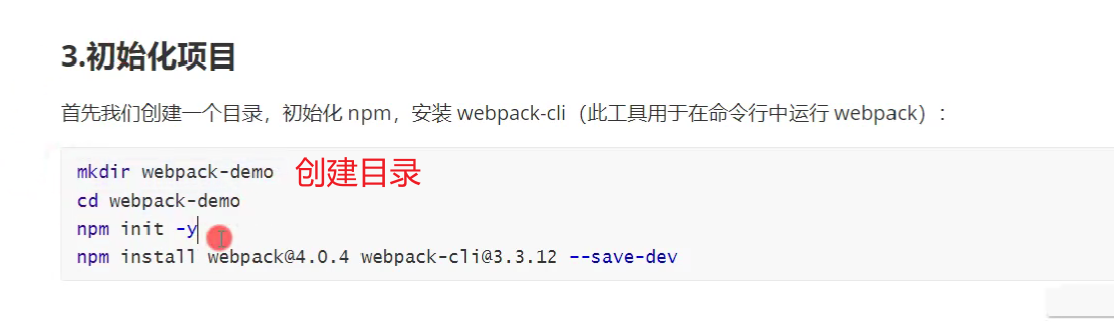 3.初始化项目
首先我们创建一个目录，初始化 npm，安装 webpack-cli（此工具用于在命令行中运行 webpack）：
mkdir webpack-demo 创建目录
cd webpack-demo
npm init -y
npm install webpack@4.0.4 webpack-cli@3.3.12 --save-dev